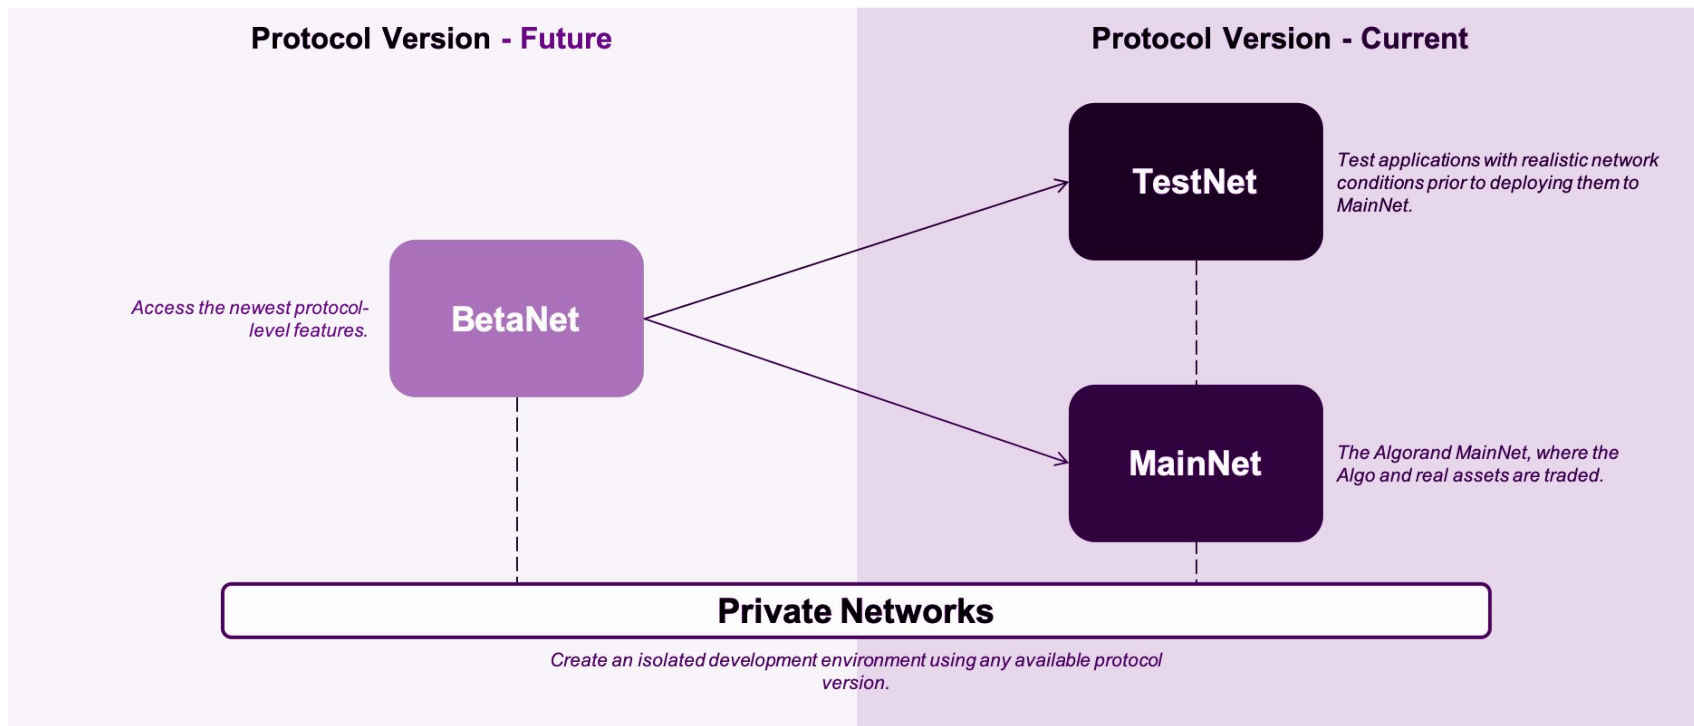 Protocol Version - Future
Protocol Version - Current
TestNet
Test applications with realistic network
conditions prior to deploying them to
MainNet.
Access the newest protocol-
level features.
BetaNet
MainNet
The Algorand MainNet, where the
Algo and real assets are traded.
Private Networks
Create an isolated development environment using any available protocol
version.